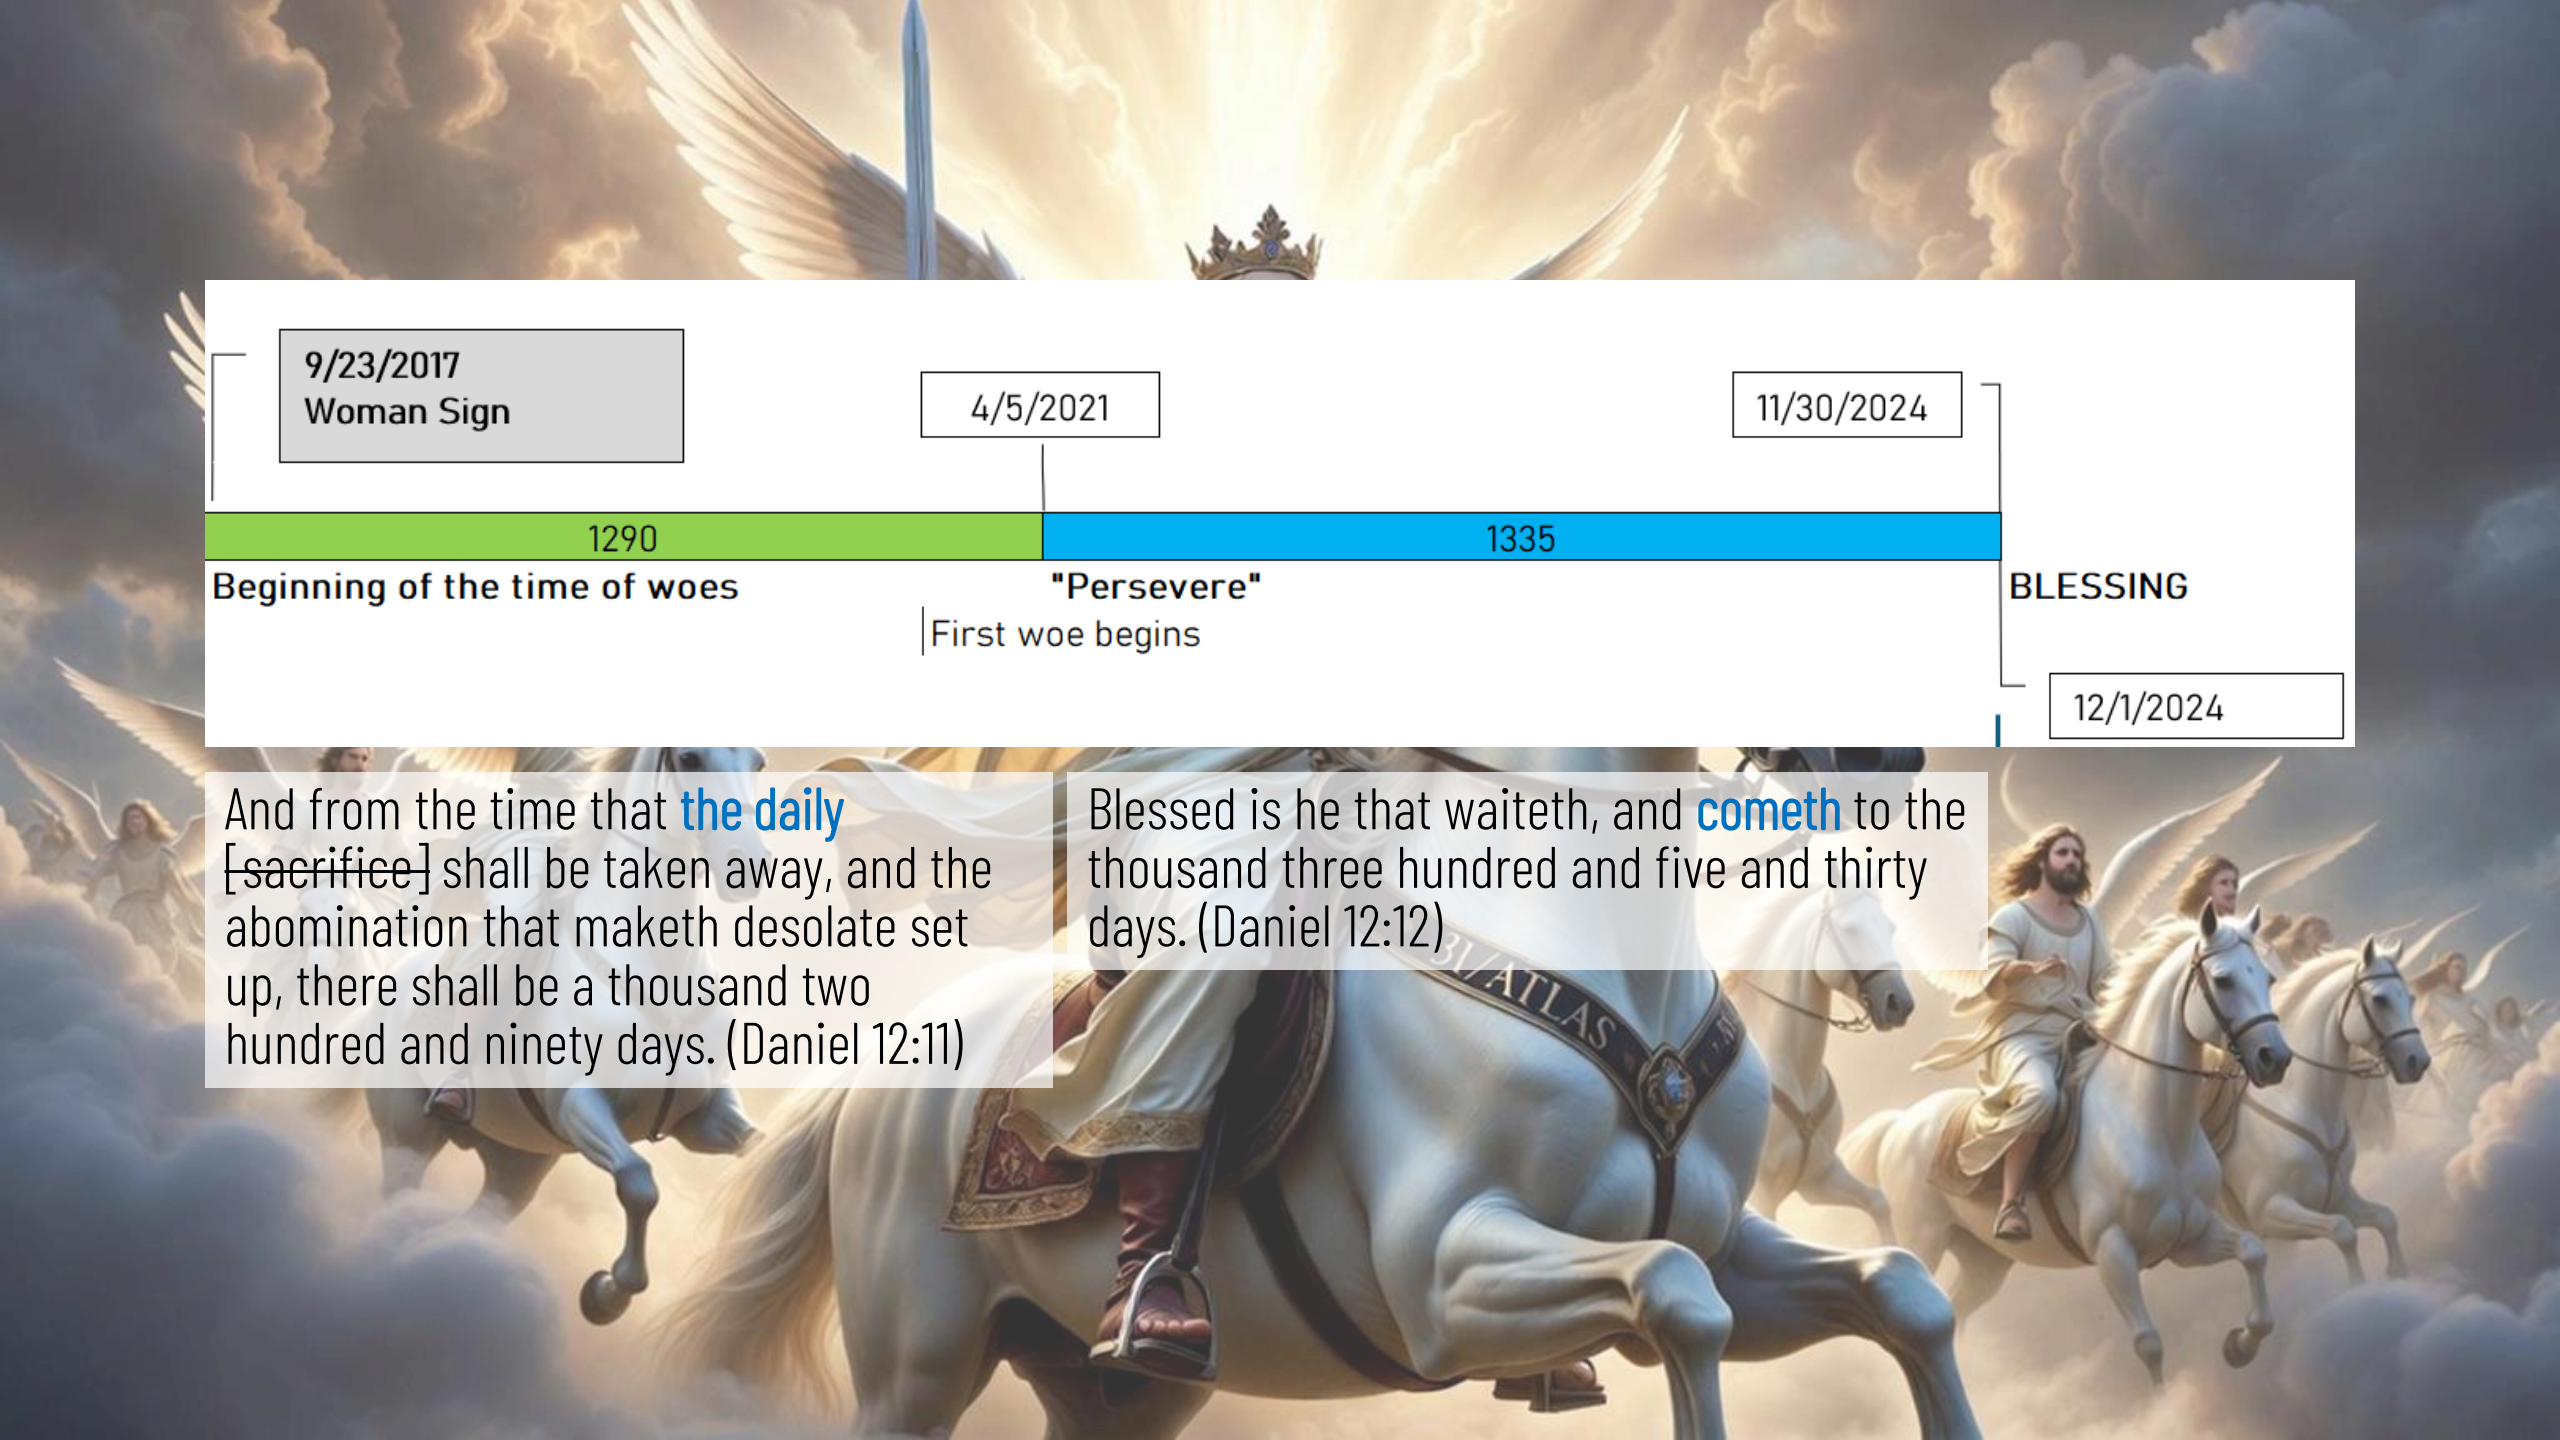 9/23/2017
Woman Sign
4/5/2021
11/30/2024
1290
1335
Beginning of the time of woes
"Persevere"
BLESSING
First woe begins
12/1/2024
And from the time that the daily
[sacrifice] shall be taken away, and the
abomination that maketh desolate set
up, there shall be a thousand two
hundred and ninety days. (Daniel 12:11)
Blessed is he that waiteth, and cometh to the
thousand three hundred and five and thirty
days. (Daniel 12:12)
3I/ATLAS